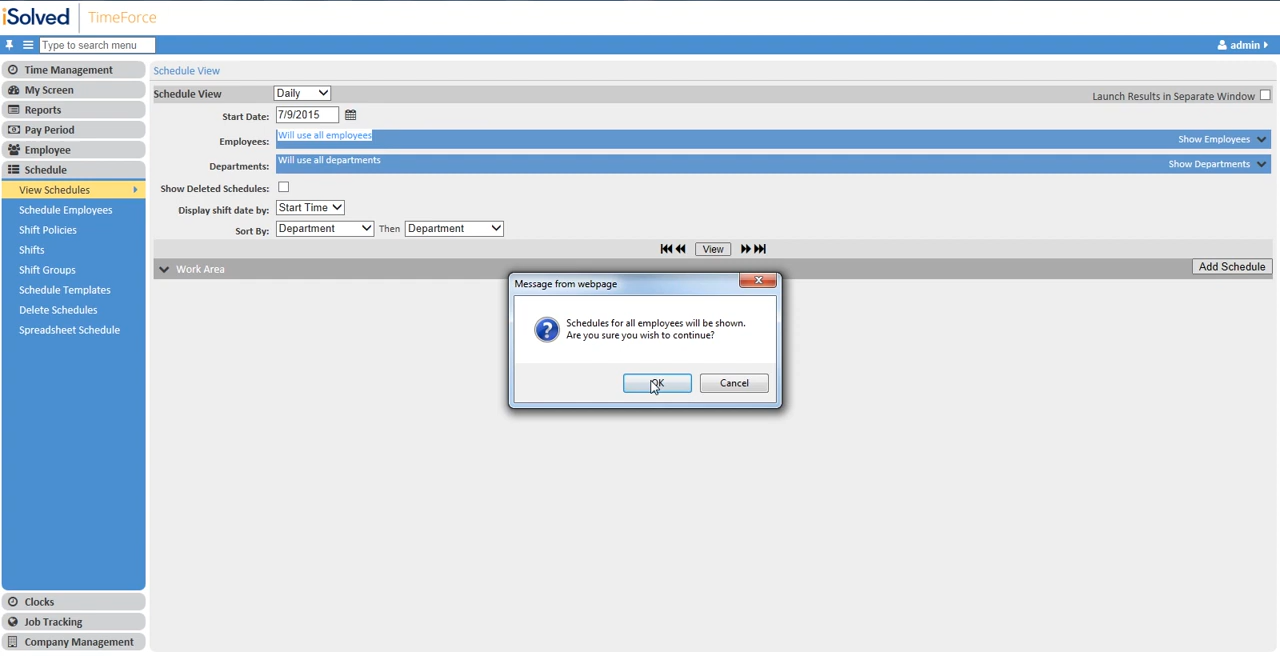 iSolved TimeForce
Type to search menu
admin
Time Management
My Screen
Reports
Pay Period
Employee
Schedule
View Schedules
Schedule Employees
Shift Policies
Shifts
Shift Groups
Schedule Templates
Delete Schedules
Spreadsheet Schedule
Clocks
Job Tracking
Company Management
Schedule View
Schedule View Daily Launch Results in Separate Window
Start Date: 7/9/2015
Employees: Will use all employees Show Employees
Departments: Will use all departments Show Departments
Show Deleted Schedules:
Display shift date by: Start Time
Sort By: Department Then Department
View
Work Area Add Schedule
Message from webpage
Schedules for all employees will be shown.
Are you sure you wish to continue?
OK Cancel